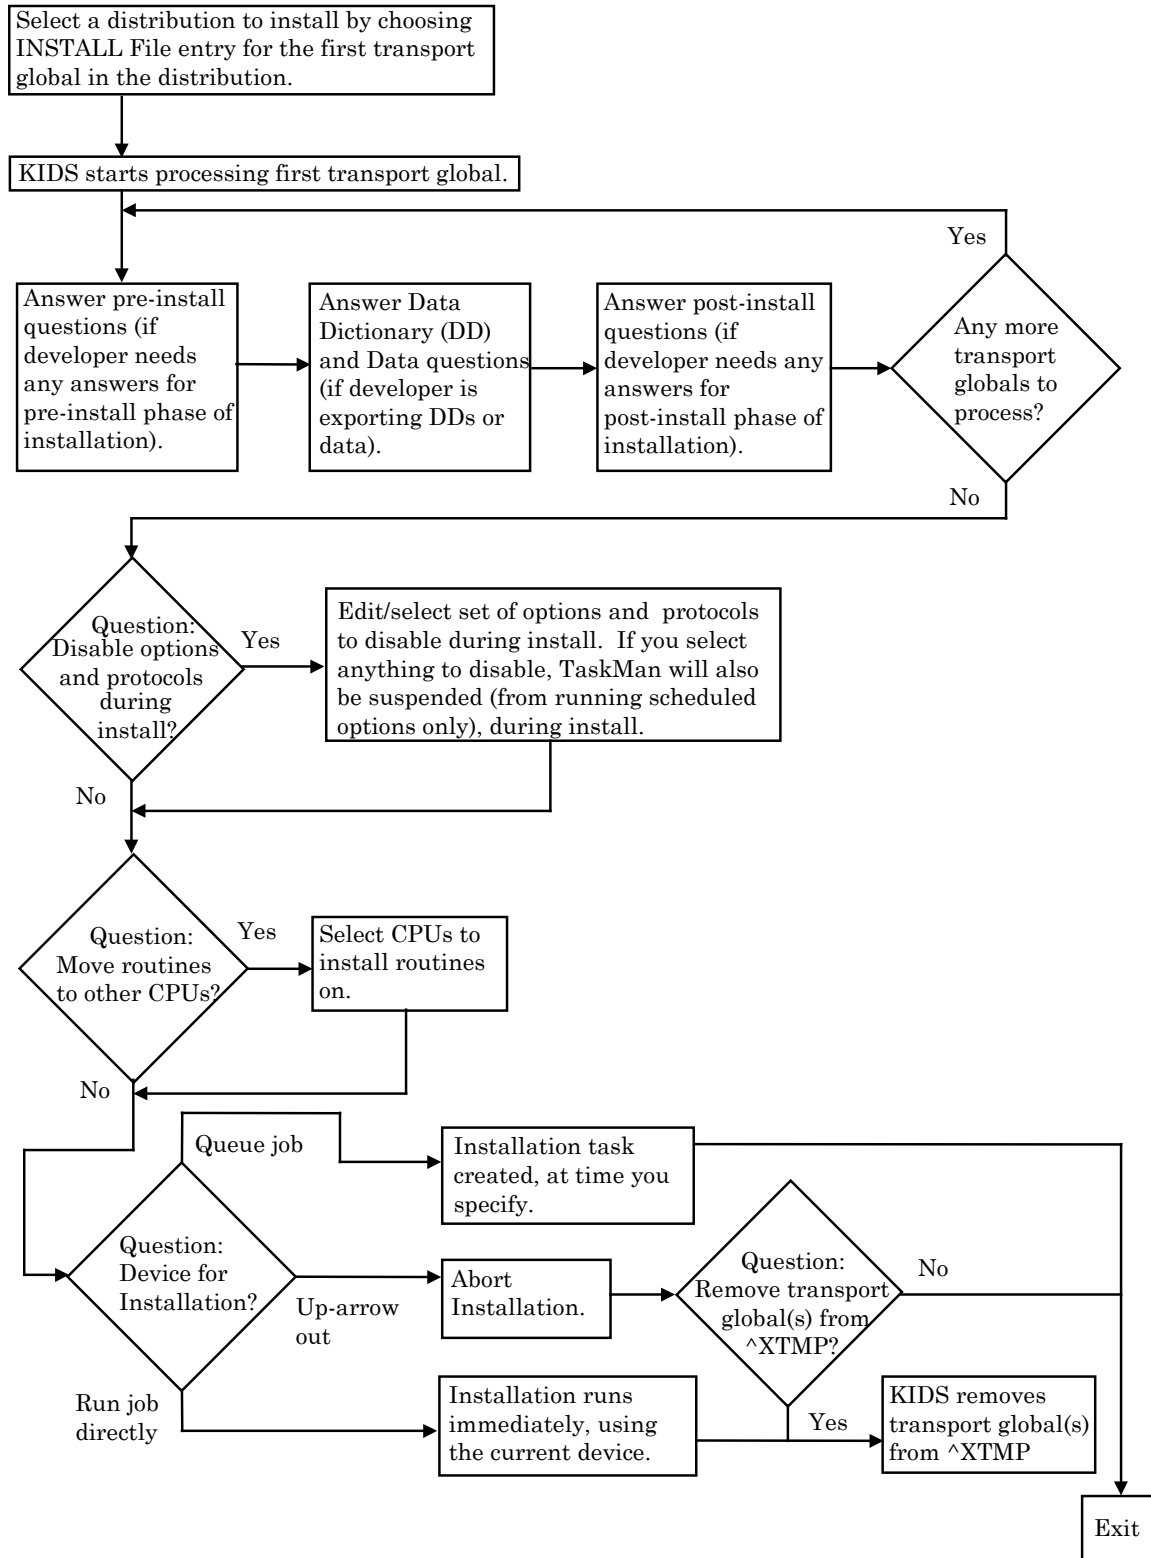 Select a distribution to install by choosing
INSTALL File entry for the first transport
global in the distribution.
KIDS starts processing first transport global.
Yes
Answer pre-install
questions (if
developer needs
any answers for
pre-install phase of
installation).
Answer Data
Dictionary (DD)
and Data questions
(if developer is
exporting DDs or
data).
Answer post-install
questions (if
developer needs any
answers for
post-install phase of
installation).
Any more
transport
globals to
process?
No
Question:
Disable options
and protocols
during
install?
Yes
Edit/select set of options and  protocols
to disable during install.  If you select
anything to disable, TaskMan will also
be suspended (from running scheduled
options only), during install.
No
Question:
Move routines
to other CPUs?
Yes
Select CPUs to
install routines
on.
No
Queue job
Installation task
created, at time you
specify.
Question:
Device for
Installation?
Up-arrow
out
Abort
Installation.
Question:
Remove transport
global(s) from
^XTMP?
No
Run job
directly
Installation runs
immediately, using
the current device.
Yes
KIDS removes
transport global(s)
from ^XTMP
Exit